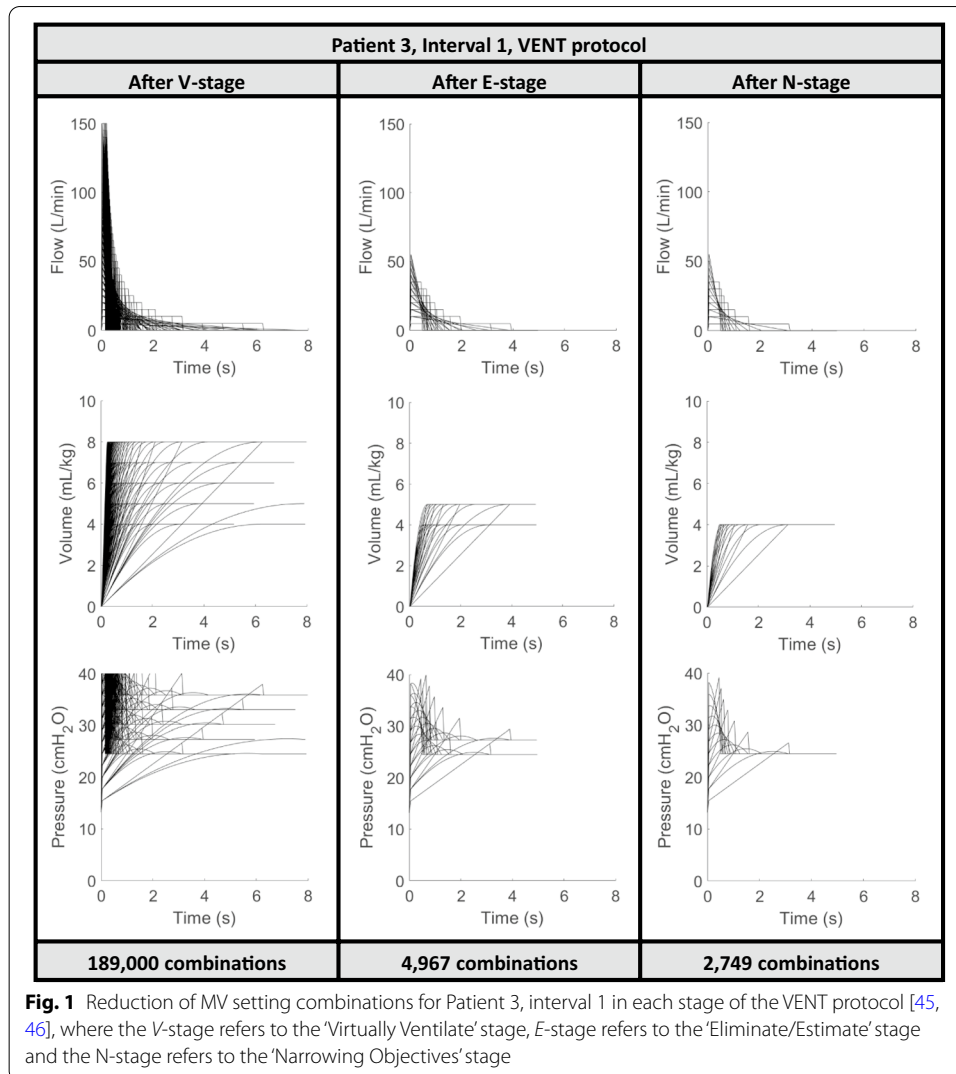 Patient 3, Interval 1, VENT protocol
After V-stage
After E-stage
After N-stage
150
100
50
0
Flow (L/min)
0 2 4 6 8
Time (s)
150
100
50
0
Flow (L/min)
0 2 4 6 8
Time (s)
150
100
50
0
Flow (L/min)
0 2 4 6 8
Time (s)
10
8
6
4
2
0
Volume (mL/kg)
0 2 4 6 8
Time (s)
10
8
6
4
2
0
Volume (mL/kg)
0 2 4 6 8
Time (s)
10
8
6
4
2
0
Volume (mL/kg)
0 2 4 6 8
Time (s)
40
30
20
10
0
Pressure (cmH₂O)
0 2 4 6 8
Time (s)
40
30
20
10
0
Pressure (cmH₂O)
0 2 4 6 8
Time (s)
40
30
20
10
0
Pressure (cmH₂O)
0 2 4 6 8
Time (s)
189,000 combinations
4,967 combinations
2,749 combinations
Fig. 1 Reduction of MV setting combinations for Patient 3, interval 1 in each stage of the VENT protocol [45,
46], where the V-stage refers to the ‘Virtually Ventilate’ stage, E-stage refers to the ‘Eliminate/Estimate’ stage
and the N-stage refers to the ‘Narrowing Objectives’ stage